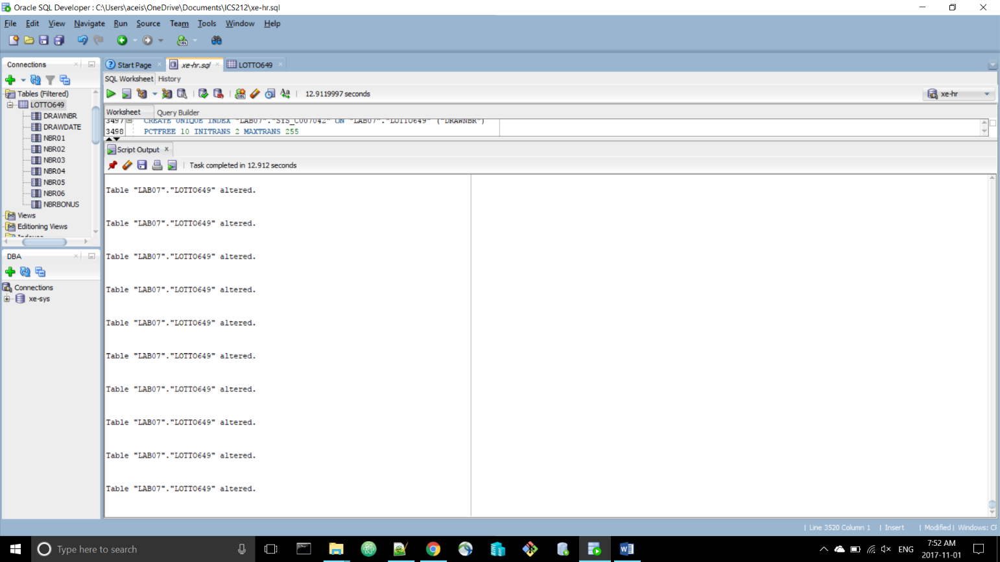 Oracle SQL Developer : C:\Users\aceis\OneDrive\Documents\ICS212\xe-hr.sql
File Edit View Navigate Run Source Team Tools Window Help
Connections
Start Page
xe-hr.sql
LOTTO649
SQL Worksheet History
12.9119997 seconds
xe-hr
Worksheet Query Builder
3497 CREATE UNIQUE INDEX "LAB07"."SYS_C007042" ON "LAB07"."LOTTO649" ("DRAWNBR")
3498 PCTFREE 10 INITRANS 2 MAXTRANS 255
Tables (Filtered)
LOTTO649
DRAWNBR
DRAWDATE
NBR01
NBR02
NBR03
NBR04
NBR05
NBR06
NBRBONUS
Views
Editioning Views
Indexes
DBA
Connections
xe-sys
Script Output
Task completed in 12.912 seconds
Table "LAB07"."LOTTO649" altered.
Table "LAB07"."LOTTO649" altered.
Table "LAB07"."LOTTO649" altered.
Table "LAB07"."LOTTO649" altered.
Table "LAB07"."LOTTO649" altered.
Table "LAB07"."LOTTO649" altered.
Table "LAB07"."LOTTO649" altered.
Table "LAB07"."LOTTO649" altered.
Table "LAB07"."LOTTO649" altered.
Table "LAB07"."LOTTO649" altered.
Line 3520 Column 1 Insert Modified Windows: CF
Type here to search
ENG
7:52 AM
2017-11-01